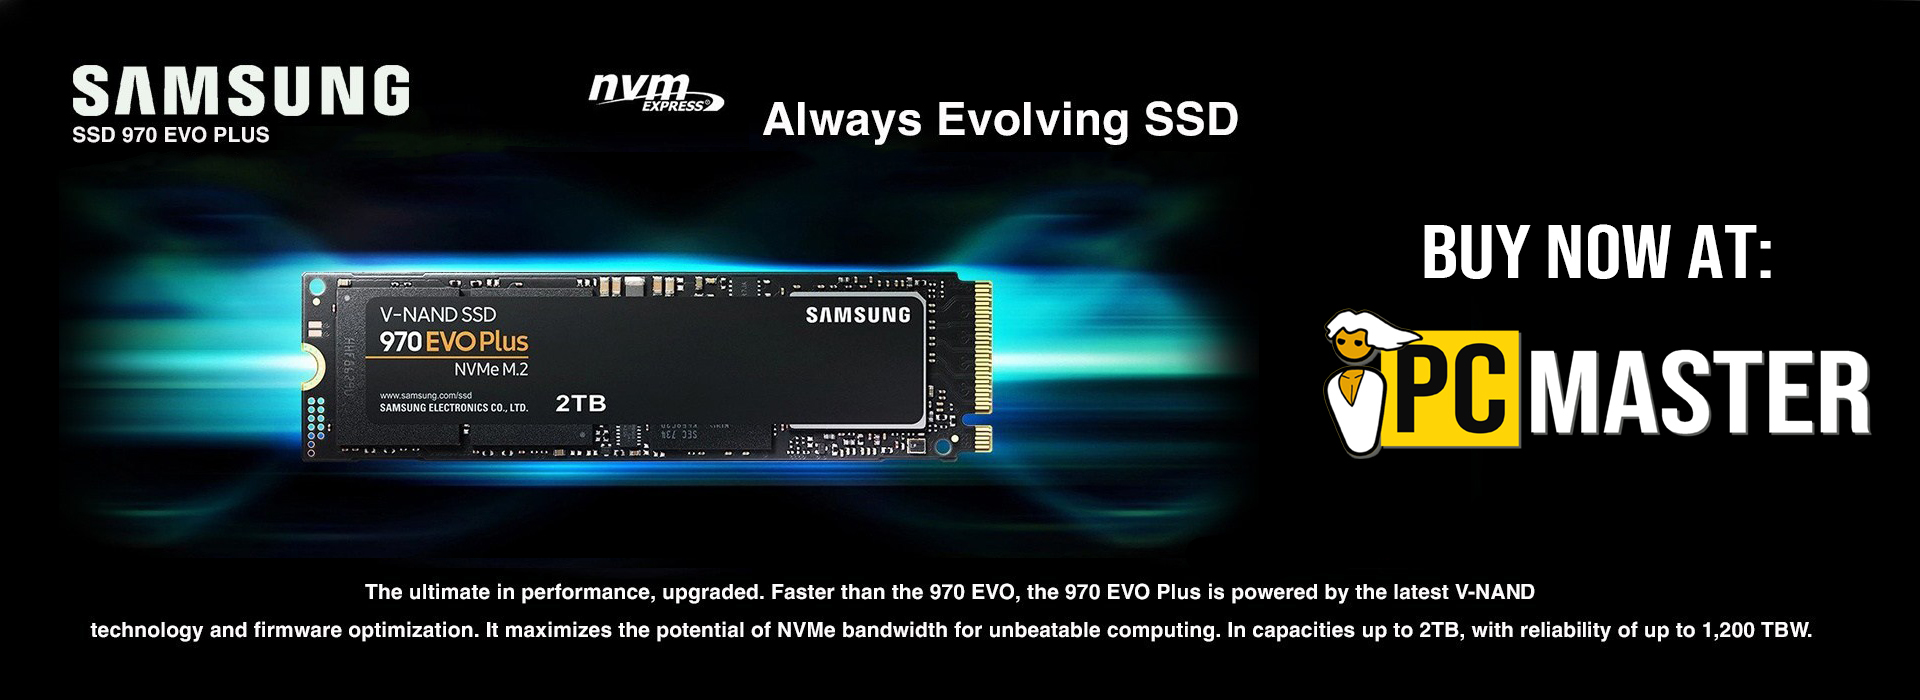 SAMSUNG
SSD 970 EVO PLUS
nvm
EXPRESS®
Always Evolving SSD
V-NAND SSD
970 EVO Plus
NVMe M.2
www.samsung.com/ssd
SAMSUNG ELECTRONICS CO., LTD.
2TB
SAMSUNG
SEC 734
BUY NOW AT:
PC MASTER
The ultimate in performance, upgraded. Faster than the 970 EVO, the 970 EVO Plus is powered by the latest V-NAND
technology and firmware optimization. It maximizes the potential of NVMe bandwidth for unbeatable computing. In capacities up to 2TB, with reliability of up to 1,200 TBW.